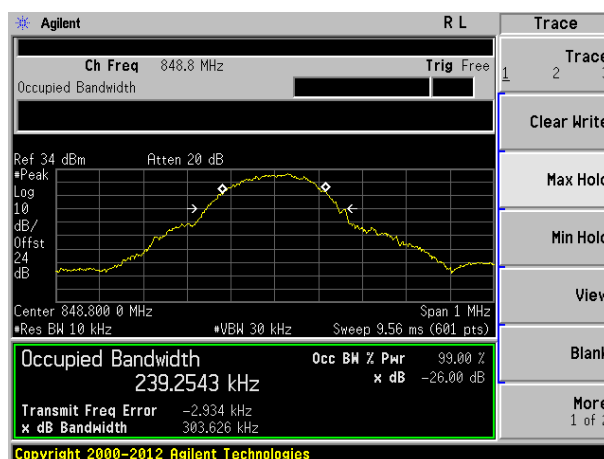 Agilent R L Trace
Ch Freq 848.8 MHz Trig Free
Occupied Bandwidth
Trace
1 2
Clear Write
Max Hold
Min Hold
View
Blank
More
1 of
Ref 34 dBm Atten 20 dB
#Peak
Log
10
dB/
Offst
24
dB
Center 848.800 0 MHz Span 1 MHz
#Res BW 10 kHz #VBW 30 kHz Sweep 9.56 ms (601 pts)
Occupied Bandwidth Occ BW % Pwr 99.00 %
239.2543 kHz x dB -26.00 dB
Transmit Freq Error -2.934 kHz
x dB Bandwidth 303.626 kHz
Copyright 2000-2012 Agilent Technologies